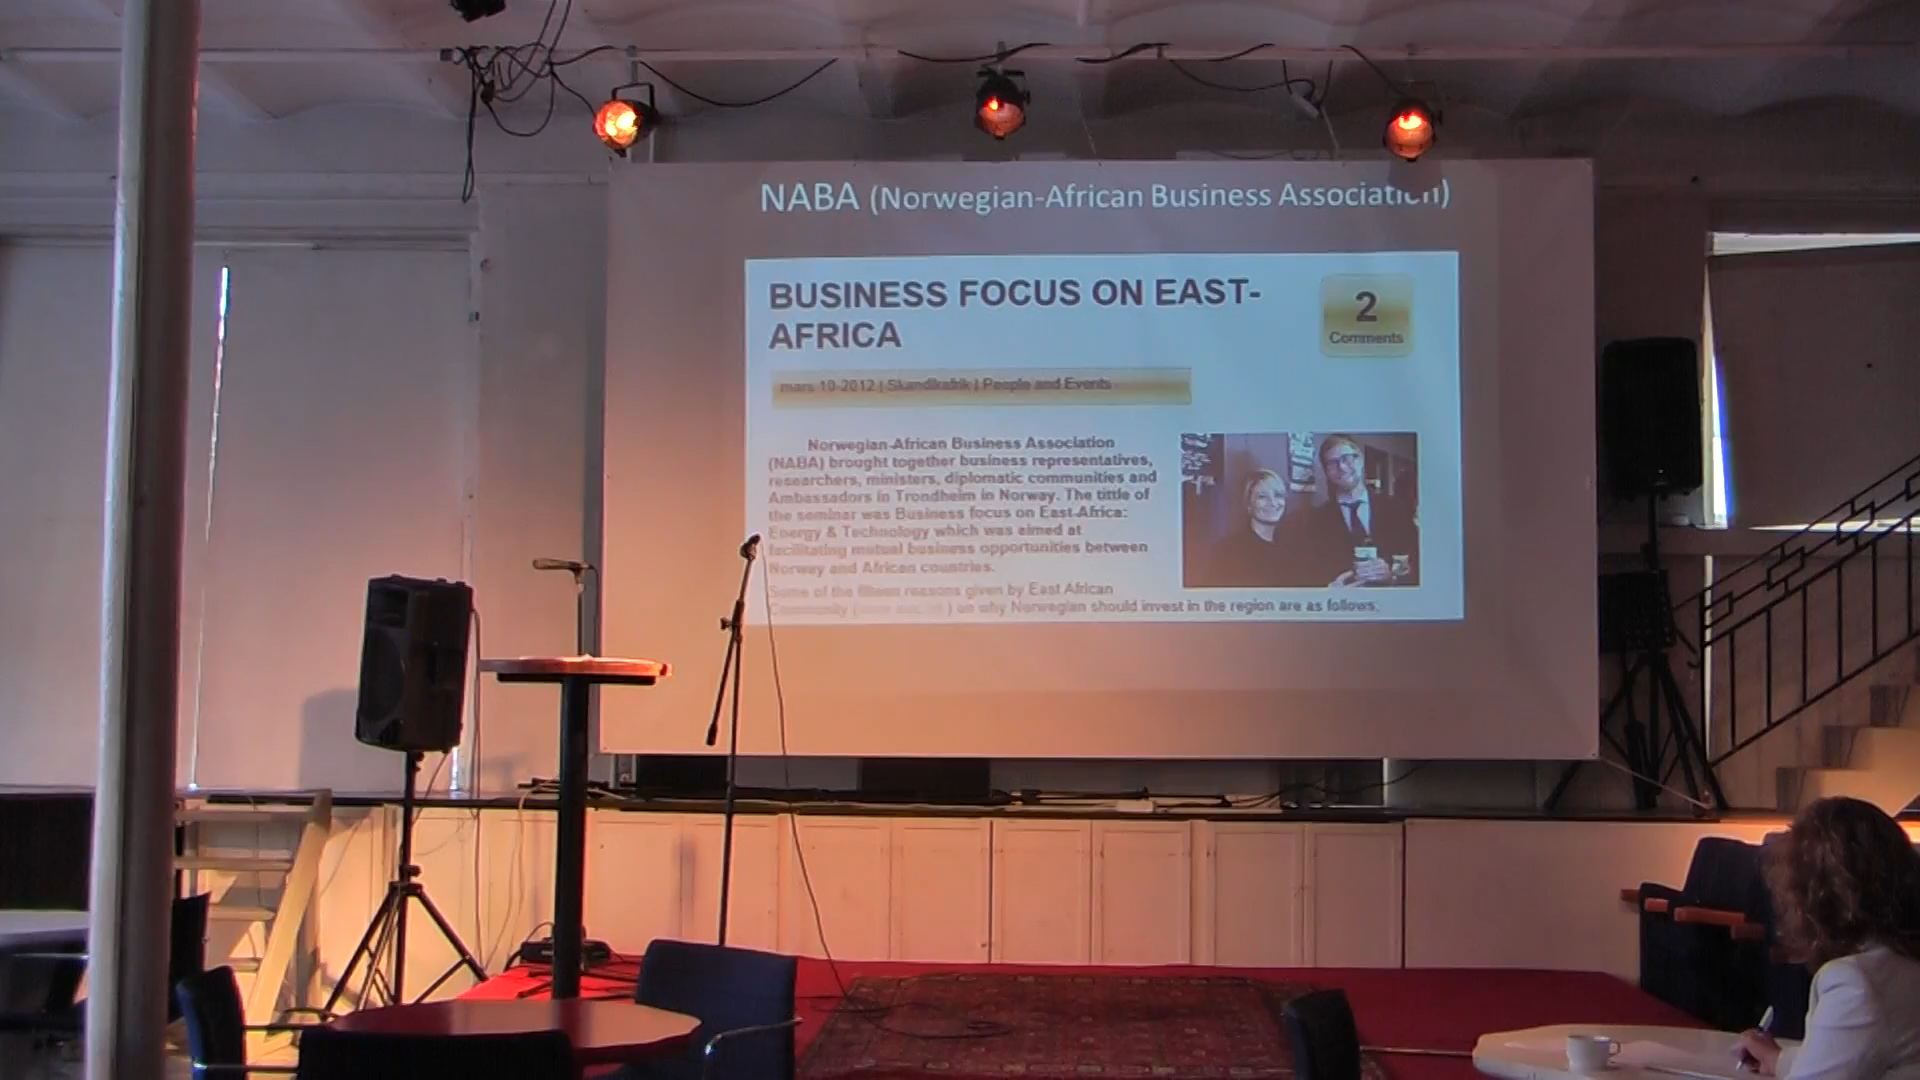 NABA (Norwegian-African Business Association)
BUSINESS FOCUS ON EAST-
AFRICA
2
Comments
mars 10-2012 | Skandikafrik | People and Events
Norwegian-African Business Association
(NABA) brought together business representatives,
researchers, ministers, diplomatic communities and
Ambassadors in Trondheim in Norway. The tittle of
the seminar was Business focus on East-Africa:
Energy & Technology which was aimed at
facilitating mutual business opportunities between
Norway and African countries.
Some of the fifteen reasons given by East African
Community ( ) on why Norwegian should invest in the region are as follows;